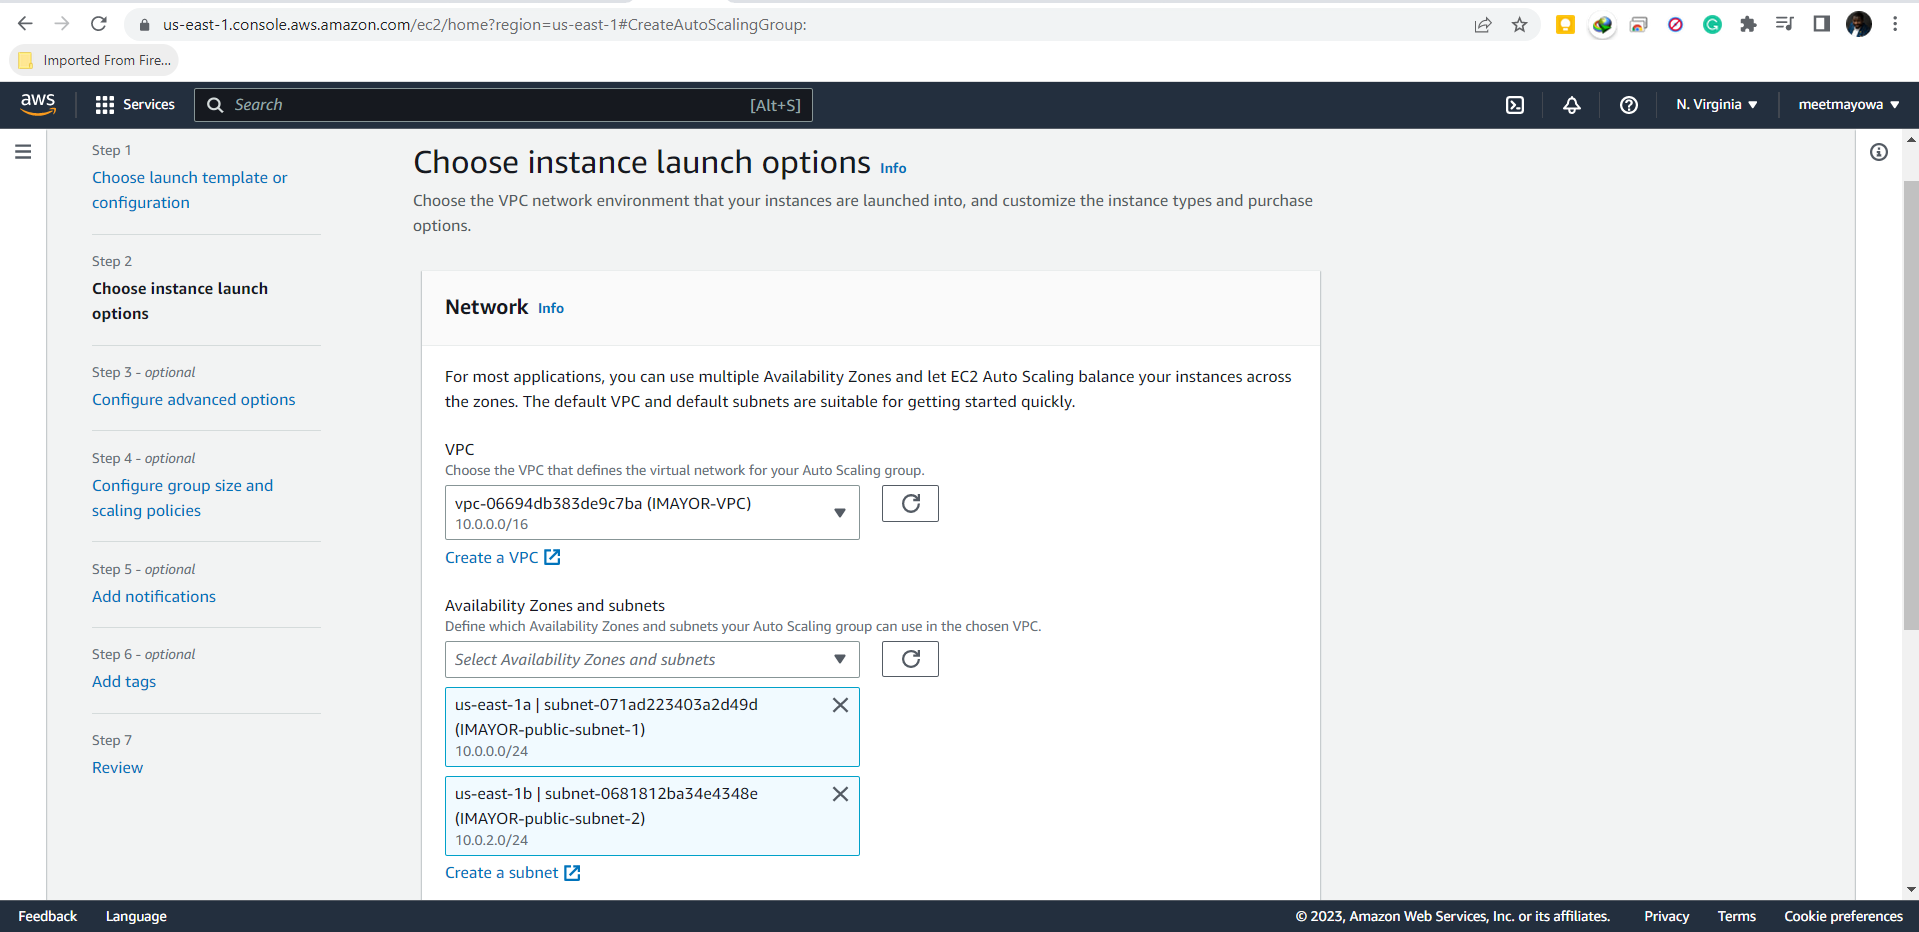 us-east-1.console.aws.amazon.com/ec2/home?region=us-east-1#CreateAutoScalingGroup:
Imported From Fire...
aws
Services
Search
[Alt+S]
N. Virginia
meetmayowa
Step 1
Choose launch template or
configuration
Step 2
Choose instance launch
options
Step 3 - optional
Configure advanced options
Step 4 - optional
Configure group size and
scaling policies
Step 5 - optional
Add notifications
Step 6 - optional
Add tags
Step 7
Review
Choose instance launch options Info
Choose the VPC network environment that your instances are launched into, and customize the instance types and purchase
options.
Network Info
For most applications, you can use multiple Availability Zones and let EC2 Auto Scaling balance your instances across
the zones. The default VPC and default subnets are suitable for getting started quickly.
VPC
Choose the VPC that defines the virtual network for your Auto Scaling group.
vpc-06694db383de9c7ba (IMAYOR-VPC)
10.0.0.0/16
Create a VPC
Availability Zones and subnets
Define which Availability Zones and subnets your Auto Scaling group can use in the chosen VPC.
Select Availability Zones and subnets
us-east-1a | subnet-071ad223403a2d49d
(IMAYOR-public-subnet-1)
10.0.0.0/24
us-east-1b | subnet-0681812ba34e4348e
(IMAYOR-public-subnet-2)
10.0.2.0/24
Create a subnet
Feedback
Language
© 2023, Amazon Web Services, Inc. or its affiliates.
Privacy
Terms
Cookie preferences